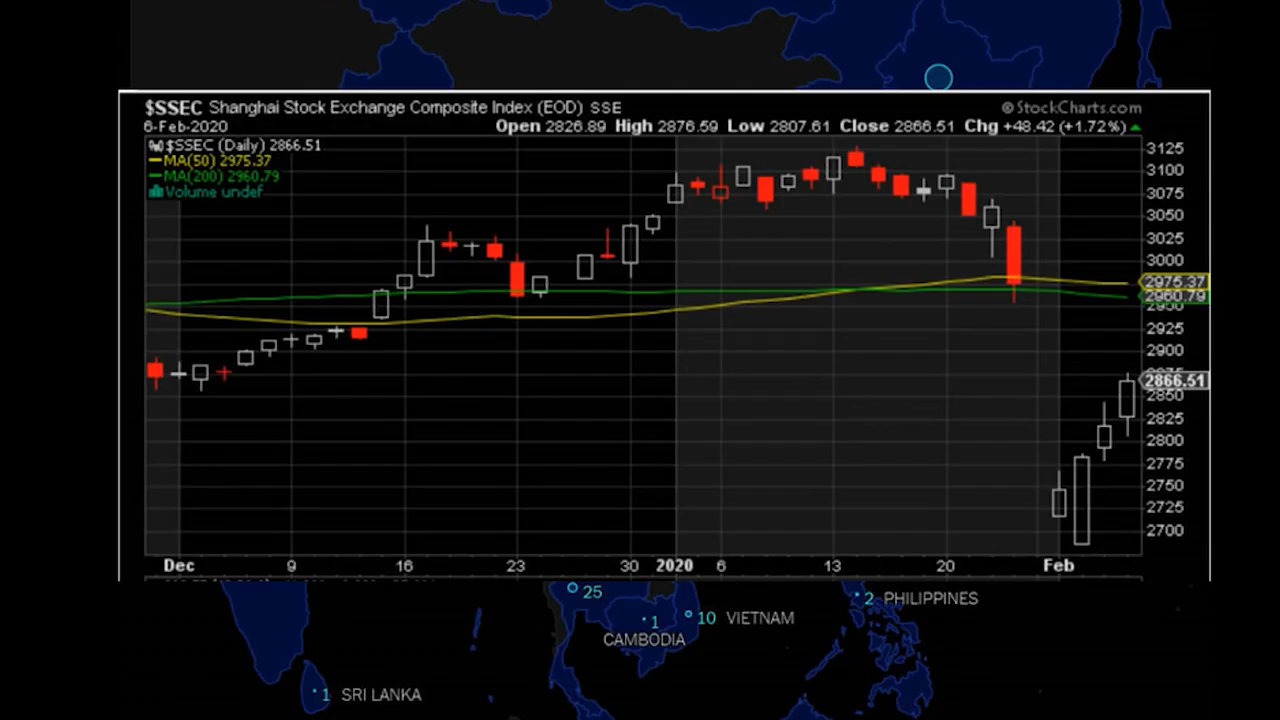 $SSEC Shanghai Stock Exchange Composite Index (EOD) SSE
© StockCharts.com
6-Feb-2020
Open 2826.89 High 2876.59 Low 2807.61 Close 2866.51 Chg +48.42 (+1.72%)
$SSEC (Daily) 2866.51
MA(50) 2975.37
MA(200) 2960.79
Volume undef
3125
3100
3075
3050
3025
3000
2975.37
2960.79
2950
2925
2900
2875
2866.51
2850
2825
2800
2775
2750
2725
2700
Dec 9 16 23 30 2020 6 13 20 Feb
25
2 PHILIPPINES
10 VIETNAM
1
CAMBODIA
1 SRI LANKA